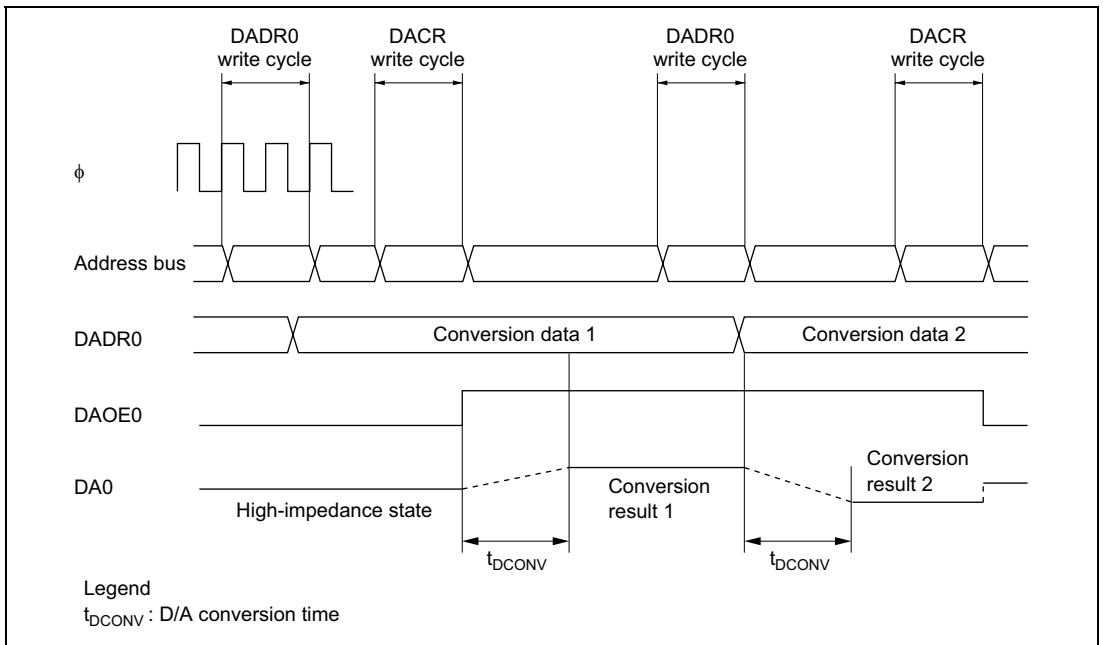 DADR0
write cycle
DACR
write cycle
DADR0
write cycle
DACR
write cycle
ϕ
Address bus
DADR0
Conversion data 1
Conversion data 2
DAOE0
DA0
High-impedance state
Conversion
result 1
Conversion
result 2
tDCONV
tDCONV
Legend
tDCONV : D/A conversion time